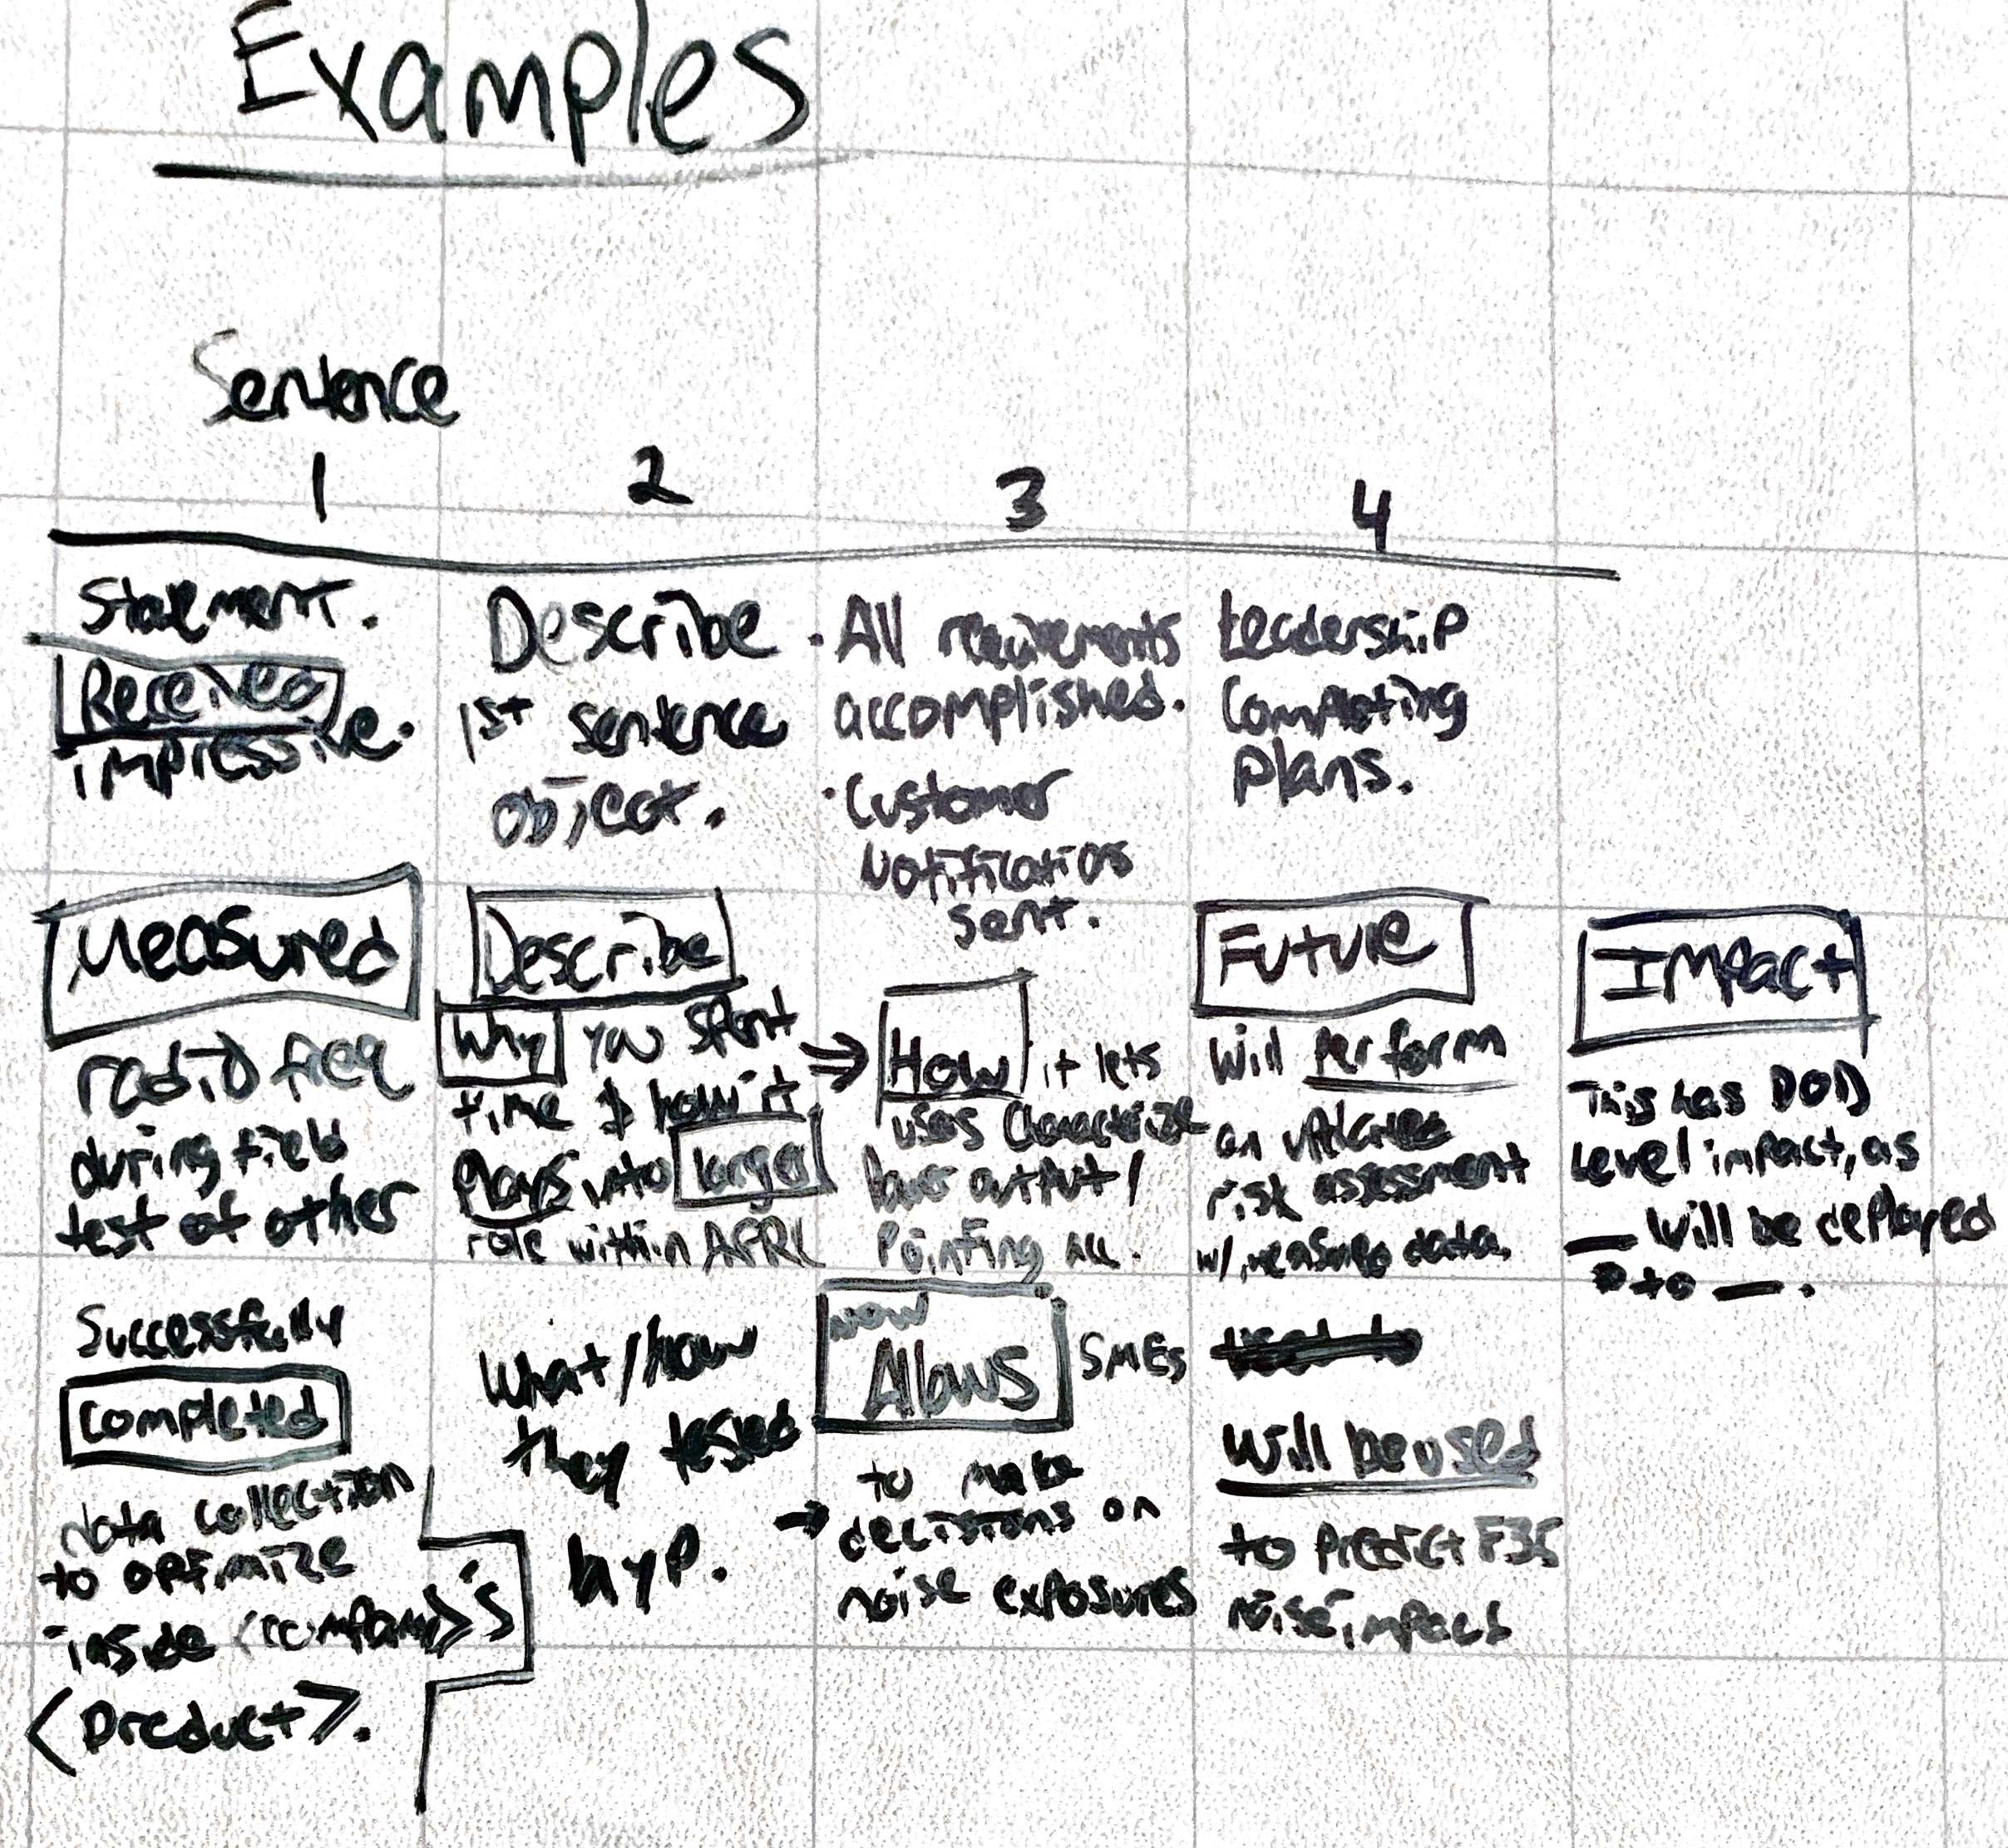 Examples
Sentence
1 2 3 4
Statement.
Received
impressive.
Describe
1st sentence
object.
· All requirements
accomplished.
· Customer
Notifications
sent.
Leadership
Completing
Plans.
Measured
radio freq
during field
test of other
Describe
Why you spent
time & how it
plays into larger
role within AFRL
⇒ How it lets
uses characterize
power output/
Pointing acc.
Future
will perform
an updated
risk assessment
w/ measured data.
Impact
This has DOD
Level impact, as
__ will be deployed
to __.
Successfully
Completed
data collection
to optimize
inside <company>'s
<Product>.
What/how
they tested
hyp.
now
Allows SMEs
to make
→ decisions on
noise exposures
Will be used
to predict F35
noise impact